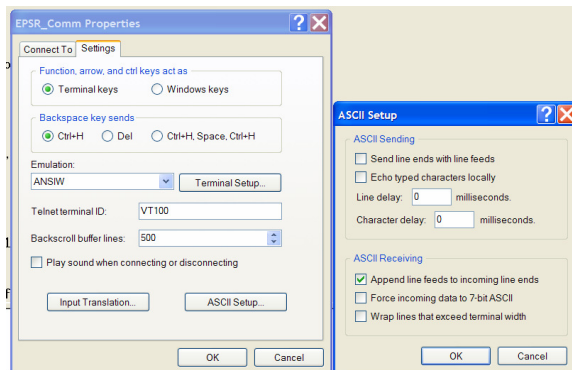 EPSR_Comm Properties
Connect To
Settings
Function, arrow, and ctrl keys act as
Terminal keys
Windows keys
Backspace key sends
Ctrl+H
Del
Ctrl+H, Space, Ctrl+H
Emulation:
ANSIW
Terminal Setup...
Telnet terminal ID:
VT100
Backscroll buffer lines:
500
Play sound when connecting or disconnecting
Input Translation...
ASCII Setup...
OK
Cancel
ASCII Setup
ASCII Sending
Send line ends with line feeds
Echo typed characters locally
Line delay: 0 milliseconds.
Character delay: 0 milliseconds.
ASCII Receiving
Append line feeds to incoming line ends
Force incoming data to 7-bit ASCII
Wrap lines that exceed terminal width
OK
Cancel